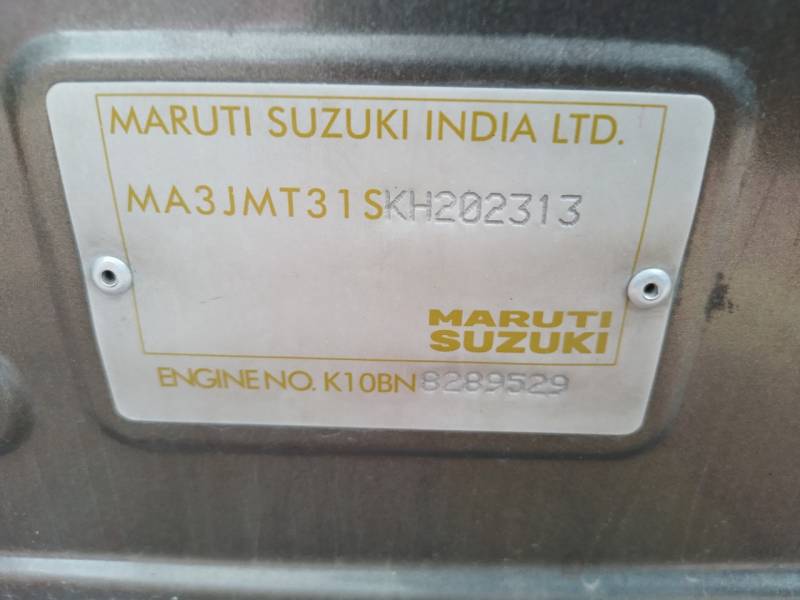 MARUTI SUZUKI INDIA LTD.
MA3JMT31SKH202313
MARUTI
SUZUKI
ENGINE NO. K10BN8289529